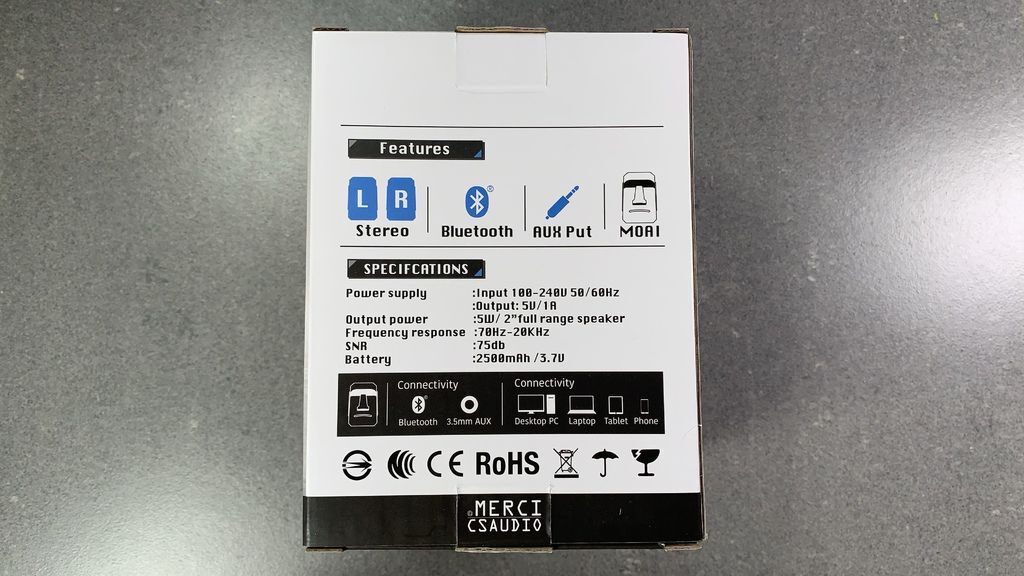 Features
L R
Stereo
Bluetooth
AUX Put
MOAI
SPECIFCATIONS
Power supply :Input 100-240V 50/60Hz
:Output: 5V/1A
Output power :5W/ 2”full range speaker
Frequency response :70Hz-20KHz
SNR :75db
Battery :2500mAh /3.7V
Connectivity
Bluetooth 3.5mm AUX
Connectivity
Desktop PC Laptop Tablet Phone
CE RoHS
MERCI
CSAUDIO